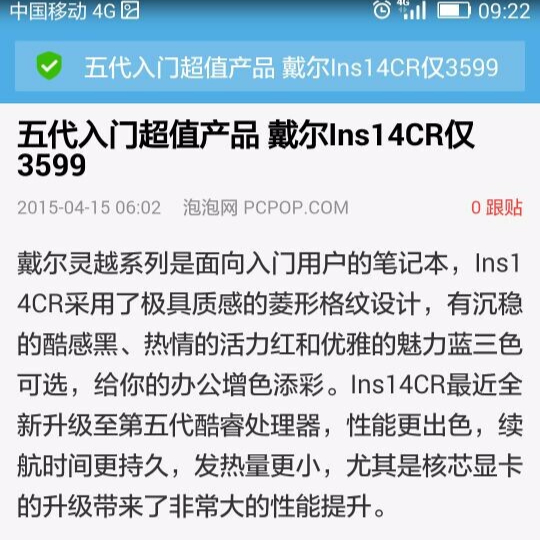 中国移动 4G 4G 09:22
五代入门超值产品 戴尔Ins14CR仅3599
五代入门超值产品 戴尔Ins14CR仅
3599
2015-04-15 06:02 泡泡网 PCPOP.COM 0 跟贴
戴尔灵越系列是面向入门用户的笔记本，Ins1
4CR采用了极具质感的菱形格纹设计，有沉稳
的酷感黑、热情的活力红和优雅的魅力蓝三色
可选，给你的办公增色添彩。Ins14CR最近全
新升级至第五代酷睿处理器，性能更出色，续
航时间更持久，发热量更小，尤其是核芯显卡
的升级带来了非常大的性能提升。